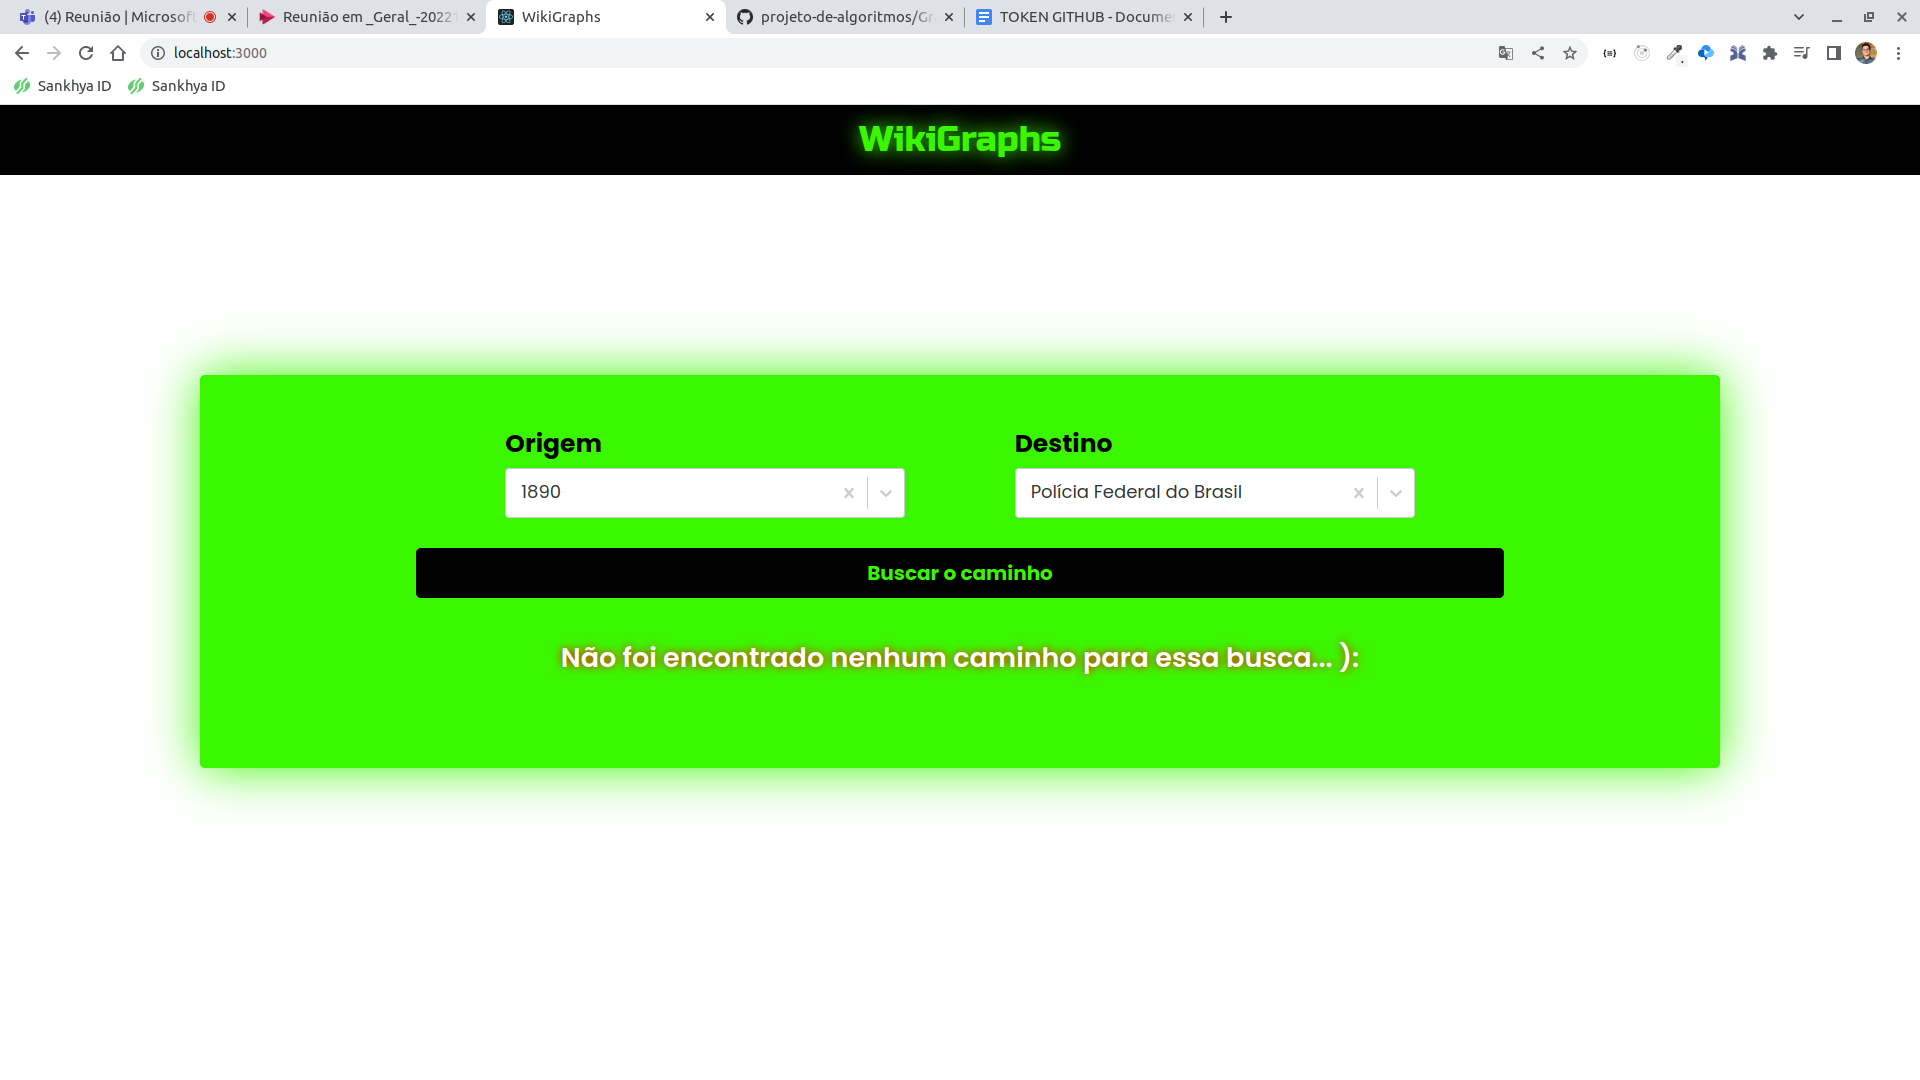 (4) Reunião | Microsoft
Reunião em _Geral_-20221
WikiGraphs
projeto-de-algoritmos/Gr
TOKEN GITHUB - Docume
localhost:3000
Sankhya ID
Sankhya ID
WikiGraphs
Origem
Destino
1890
Polícia Federal do Brasil
Buscar o caminho
Não foi encontrado nenhum caminho para essa busca... ):